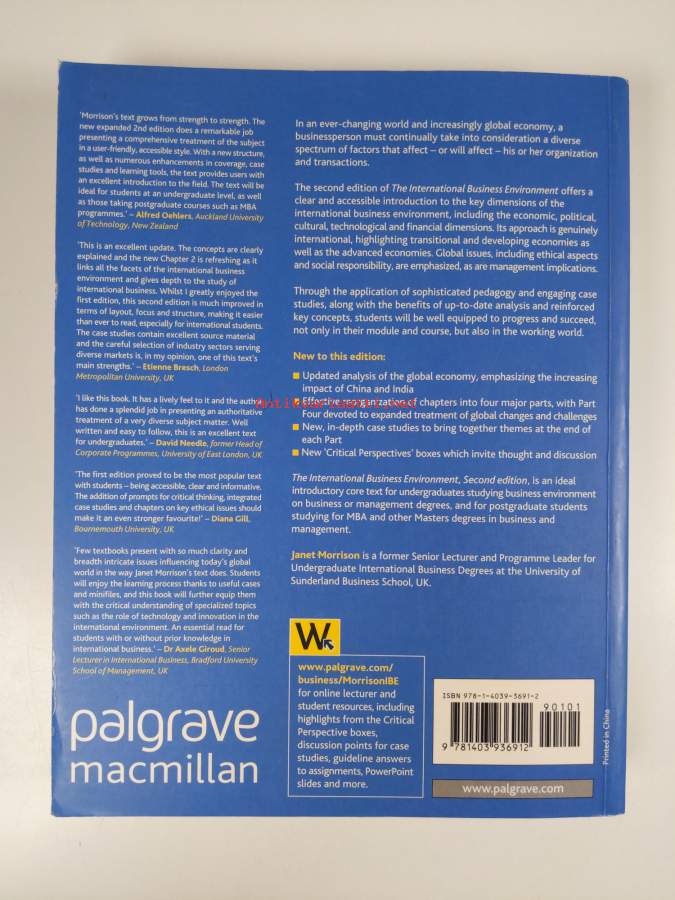 'Morrison's text grows from strength to strength. The
new expanded 2nd edition does a remarkable job
presenting a comprehensive treatment of the subject
in a user-friendly, accessible style. With a new structure,
as well as numerous enhancements in coverage, case
studies and learning tools, the text provides users with
an excellent introduction to the field. The text will be
ideal for students at an undergraduate level, as well
as those taking postgraduate courses such as MBA
programmes.' – Alfred Oehlers, Auckland University
of Technology, New Zealand
'This is an excellent update. The concepts are clearly
explained and the new Chapter 2 is refreshing as it
links all the facets of the international business
environment and gives depth to the study of
international business. Whilst I greatly enjoyed the
first edition, this second edition is much improved in
terms of layout, focus and structure, making it easier
than ever to read, especially for international students.
The case studies contain excellent source material
and the careful selection of industry sectors serving
diverse markets is, in my opinion, one of this text's
main strengths.' – Etienne Bresch, London
Metropolitan University, UK
'I like this book. It has a lively feel to it and the author
has done a splendid job in presenting an authoritative
treatment of a very diverse subject matter. Well
written and easy to follow, this is an excellent text
for undergraduates.' – David Needle, former Head of
Corporate Programmes, University of East London, UK
'The first edition proved to be the most popular text
with students – being accessible, clear and informative.
The addition of prompts for critical thinking, integrated
case studies and chapters on key ethical issues should
make it an even stronger favourite!' – Diana Gill,
Bournemouth University, UK
'Few textbooks present with so much clarity and
breadth intricate issues influencing today's global
world in the way Janet Morrison's text does. Students
will enjoy the learning process thanks to useful cases
and minifiles, and this book will further equip them
with the critical understanding of specialized topics
such as the role of technology and innovation in the
international environment. An essential read for
students with or without prior knowledge in
international business.' – Dr Axele Giroud, Senior
Lecturer in International Business, Bradford University
School of Management, UK
palgrave
macmillan
In an ever-changing world and increasingly global economy, a
businessperson must continually take into consideration a diverse
spectrum of factors that affect – or will affect – his or her organization
and transactions.
The second edition of The International Business Environment offers a
clear and accessible introduction to the key dimensions of the
international business environment, including the economic, political,
cultural, technological and financial dimensions. Its approach is genuinely
international, highlighting transitional and developing economies as
well as the advanced economies. Global issues, including ethical aspects
and social responsibility, are emphasized, as are management implications.
Through the application of sophisticated pedagogy and engaging case
studies, along with the benefits of up-to-date analysis and reinforced
key concepts, students will be well equipped to progress and succeed,
not only in their module and course, but also in the working world.
New to this edition:
■ Updated analysis of the global economy, emphasizing the increasing
impact of China and India
■ Effective reorganization of chapters into four major parts, with Part
Four devoted to expanded treatment of global changes and challenges
■ New, in-depth case studies to bring together themes at the end of
each Part
■ New 'Critical Perspectives' boxes which invite thought and discussion
The International Business Environment, Second edition, is an ideal
introductory core text for undergraduates studying business environment
on business or management degrees, and for postgraduate students
studying for MBA and other Masters degrees in business and
management.
Janet Morrison is a former Senior Lecturer and Programme Leader for
Undergraduate International Business Degrees at the University of
Sunderland Business School, UK.
W
www.palgrave.com/
business/MorrisonIBE
for online lecturer and
student resources, including
highlights from the Critical
Perspective boxes,
discussion points for case
studies, guideline answers
to assignments, PowerPoint
slides and more.
ISBN 978-1-4039-3691-2
90101
9 781403 936912
www.palgrave.com
Printed in China